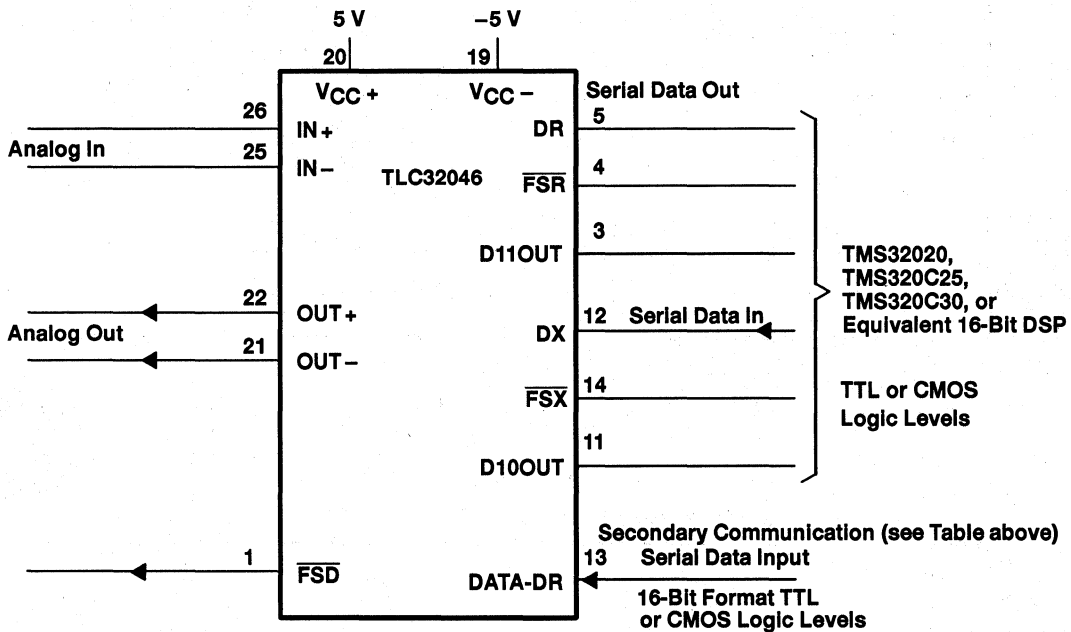 5 V
−5 V
20
19
VCC +
VCC −
Serial Data Out
26
IN +
DR
5
Analog In
25
IN −
TLC32046
FSR
4
D11OUT
3
TMS32020,
TMS320C25,
TMS320C30, or
Equivalent 16-Bit DSP
22
OUT +
DX
12
Serial Data In
Analog Out
21
OUT −
FSX
14
TTL or CMOS
Logic Levels
D10OUT
11
Secondary Communication (see Table above)
1
FSD
DATA-DR
13
Serial Data Input
16-Bit Format TTL
or CMOS Logic Levels